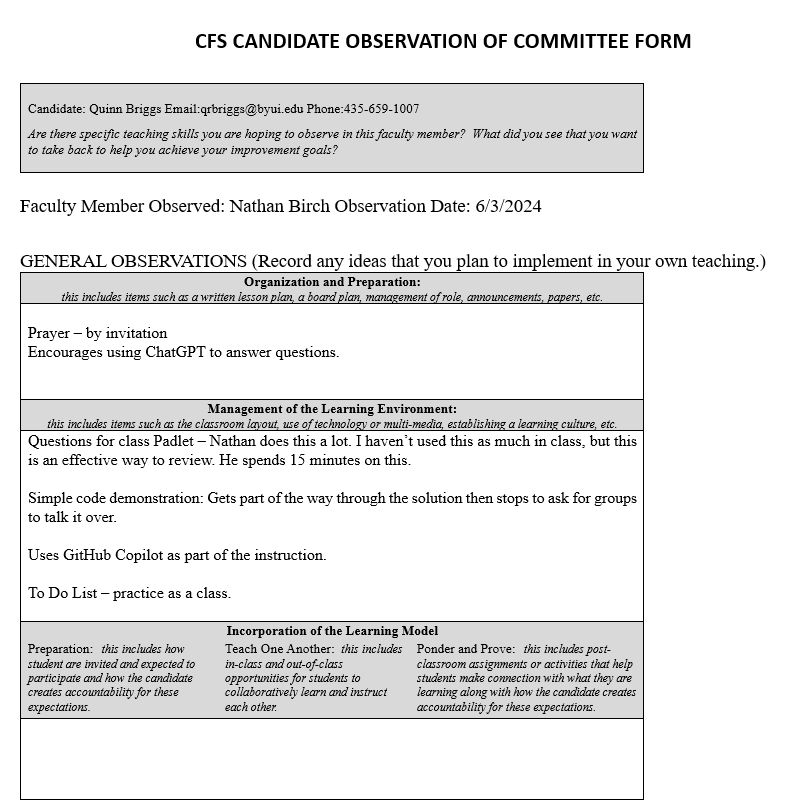 CFS CANDIDATE OBSERVATION OF COMMITTEE FORM
Candidate: Quinn Briggs Email:qrbriggs@byui.edu Phone:435-659-1007
Are there specific teaching skills you are hoping to observe in this faculty member? What did you see that you want
to take back to help you achieve your improvement goals?
Faculty Member Observed: Nathan Birch Observation Date: 6/3/2024
GENERAL OBSERVATIONS (Record any ideas that you plan to implement in your own teaching.)
Organization and Preparation:
this includes items such as a written lesson plan, a board plan, management of role, announcements, papers, etc.
Prayer – by invitation
Encourages using ChatGPT to answer questions.
Management of the Learning Environment:
this includes items such as the classroom layout, use of technology or multi-media, establishing a learning culture, etc.
Questions for class Padlet – Nathan does this a lot. I haven’t used this as much in class, but this
is an effective way to review. He spends 15 minutes on this.
Simple code demonstration: Gets part of the way through the solution then stops to ask for groups
to talk it over.
Uses GitHub Copilot as part of the instruction.
To Do List – practice as a class.
Incorporation of the Learning Model
Preparation: this includes how
student are invited and expected to
participate and how the candidate
creates accountability for these
expectations.
Teach One Another: this includes
in-class and out-of-class
opportunities for students to
collaboratively learn and instruct
each other.
Ponder and Prove: this includes post-
classroom assignments or activities that help
students make connection with what they are
learning along with how the candidate creates
accountability for these expectations.